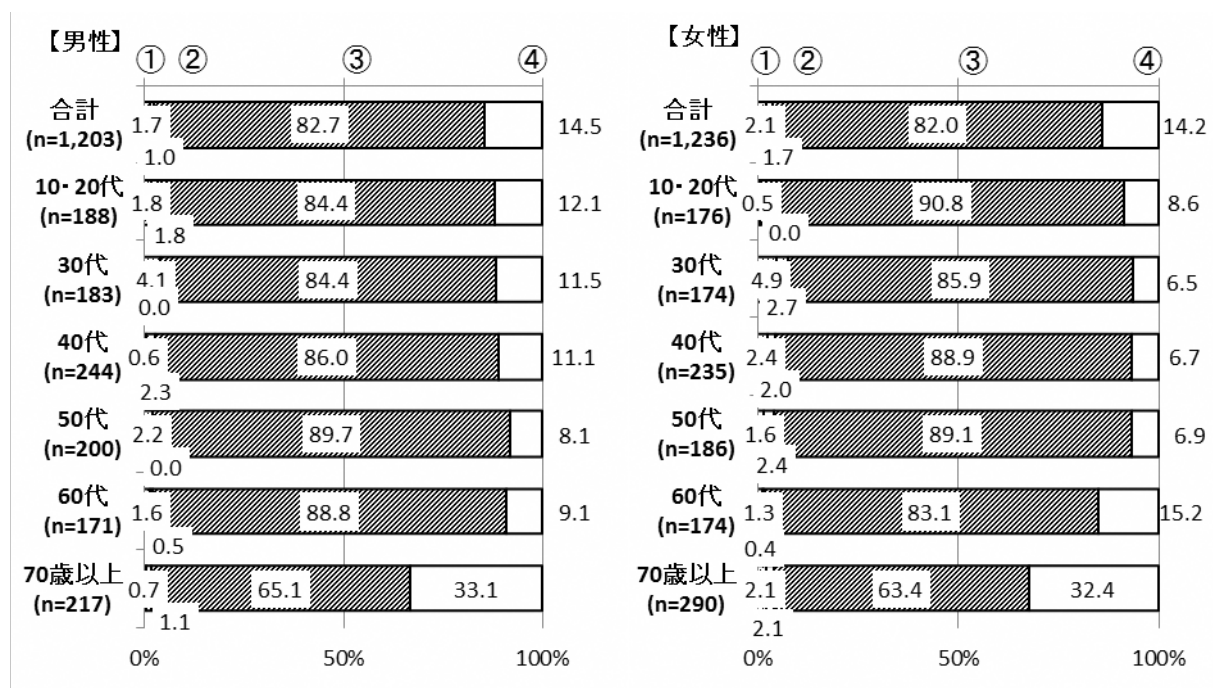 【男性】
① ② ③ ④
合計
(n=1,203)
1.7 82.7 14.5
1.0
10・20代
(n=188)
1.8 84.4 12.1
1.8
30代
(n=183)
4.1 84.4 11.5
0.0
40代
(n=244)
0.6 86.0 11.1
2.3
50代
(n=200)
2.2 89.7 8.1
0.0
60代
(n=171)
1.6 88.8 9.1
0.5
70歳以上
(n=217)
0.7 65.1 33.1
1.1
0% 50% 100%
【女性】
① ② ③ ④
合計
(n=1,236)
2.1 82.0 14.2
1.7
10・20代
(n=176)
0.5 90.8 8.6
0.0
30代
(n=174)
4.9 85.9 6.5
2.7
40代
(n=235)
2.4 88.9 6.7
2.0
50代
(n=186)
1.6 89.1 6.9
2.4
60代
(n=174)
1.3 83.1 15.2
0.4
70歳以上
(n=290)
2.1 63.4 32.4
2.1
0% 50% 100%